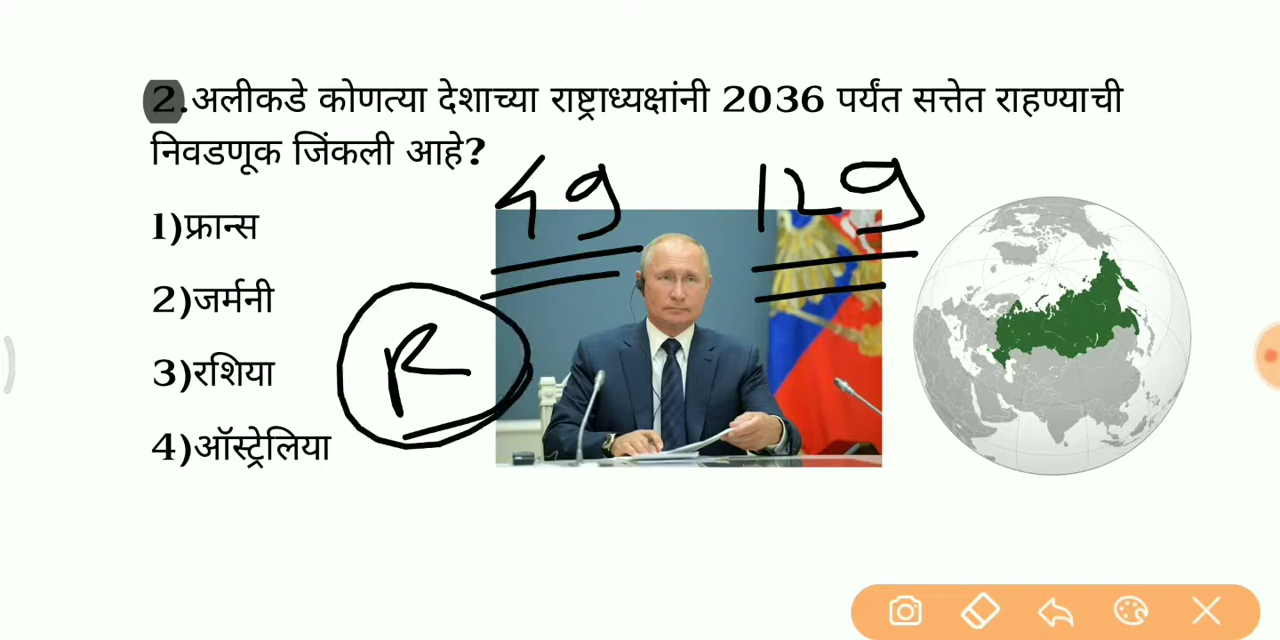 2.अलीकडे कोणत्या देशाच्या राष्ट्राध्यक्षांनी 2036 पर्यंत सत्तेत राहण्याची
निवडणूक जिंकली आहे?
1)फ्रान्स
2)जर्मनी
3)रशिया
4)ऑस्ट्रेलिया
R